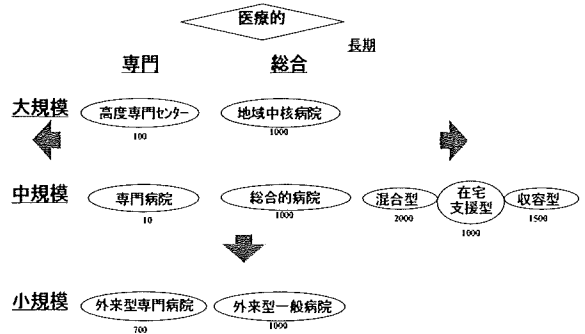 医療的
長期
専門 総合
大規模 高度専門センター 地域中核病院
100 1000
中規模 専門病院 総合的病院 混合型 在宅支援型 収容型
10 1000 2000 1000 1500
小規模 外来型専門病院 外来型一般病院
700 1000